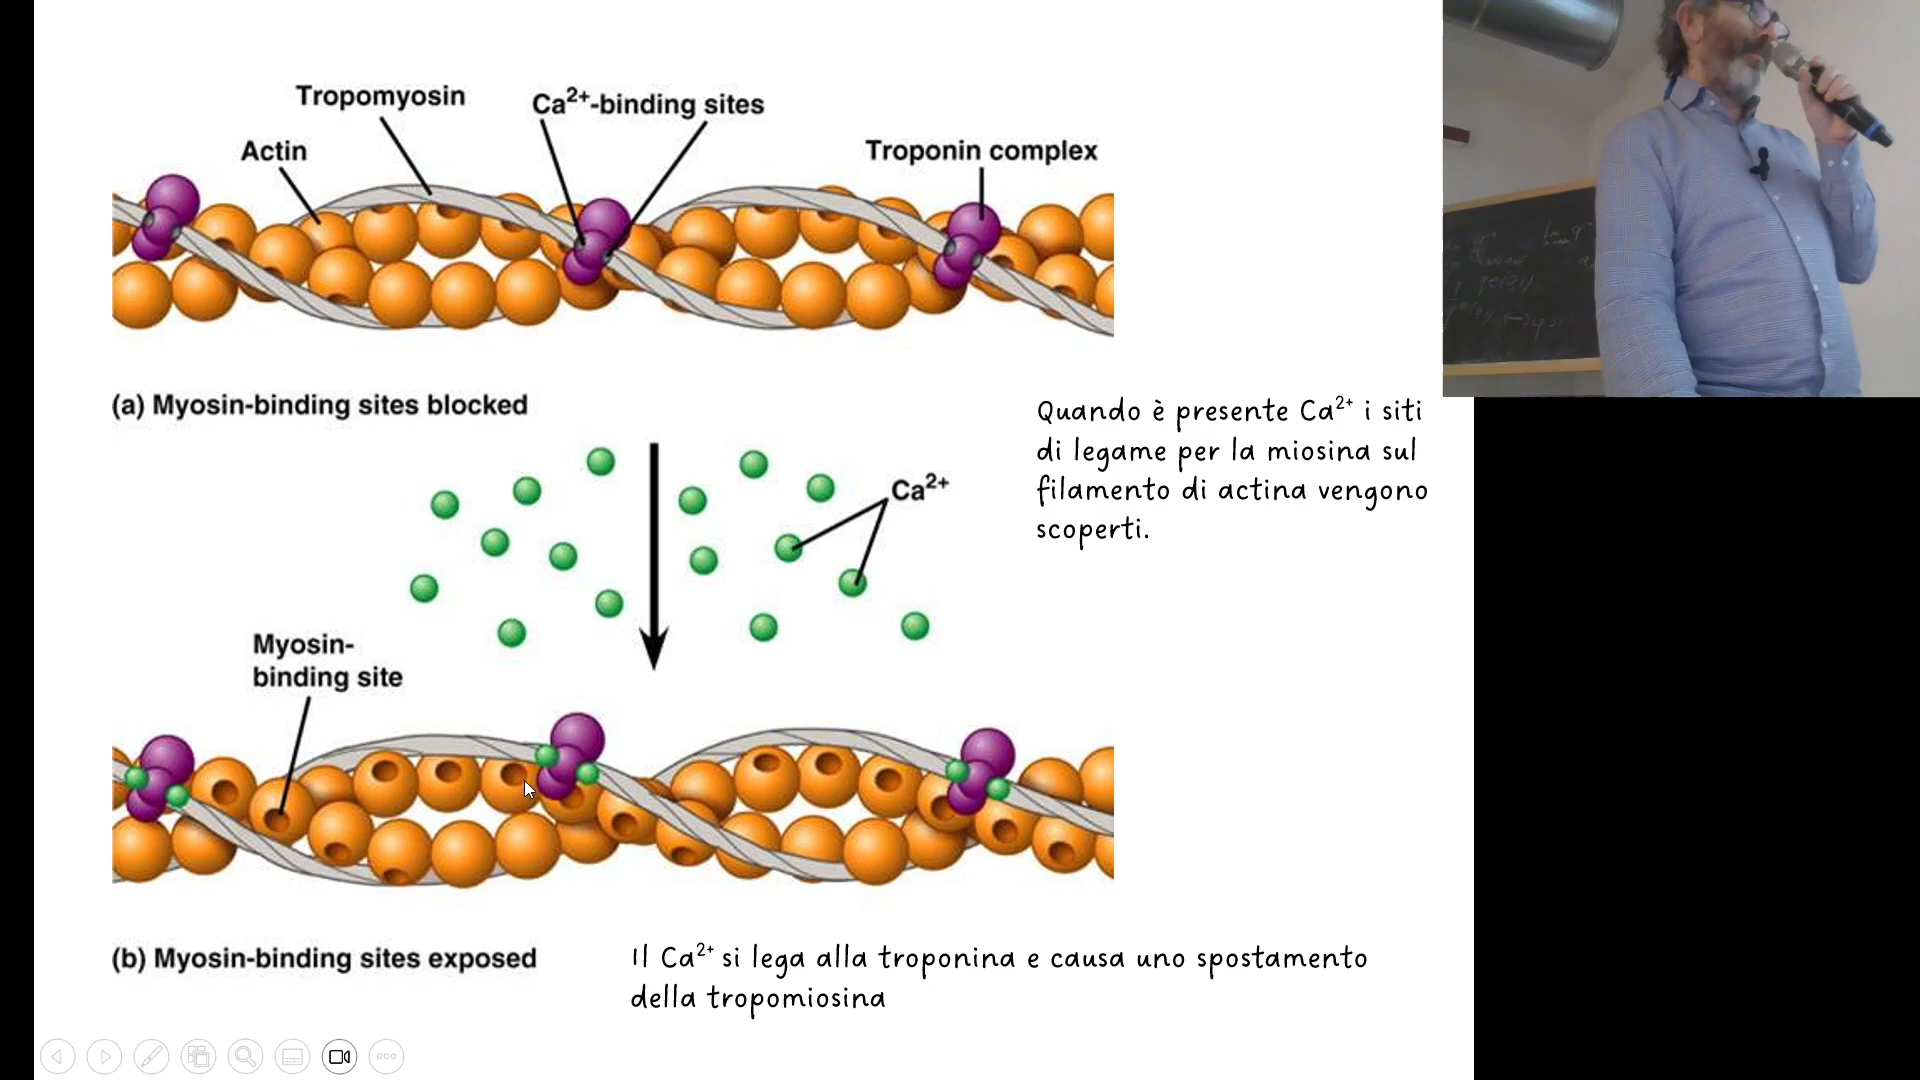 Tropomyosin
Ca2+-binding sites
Actin
Troponin complex
(a) Myosin-binding sites blocked
Quando è presente Ca2+ i siti
di legame per la miosina sul
filamento di actina vengono
scoperti.
Ca2+
Myosin-
binding site
(b) Myosin-binding sites exposed
Il Ca2+ si lega alla troponina e causa uno spostamento
della tropomiosina